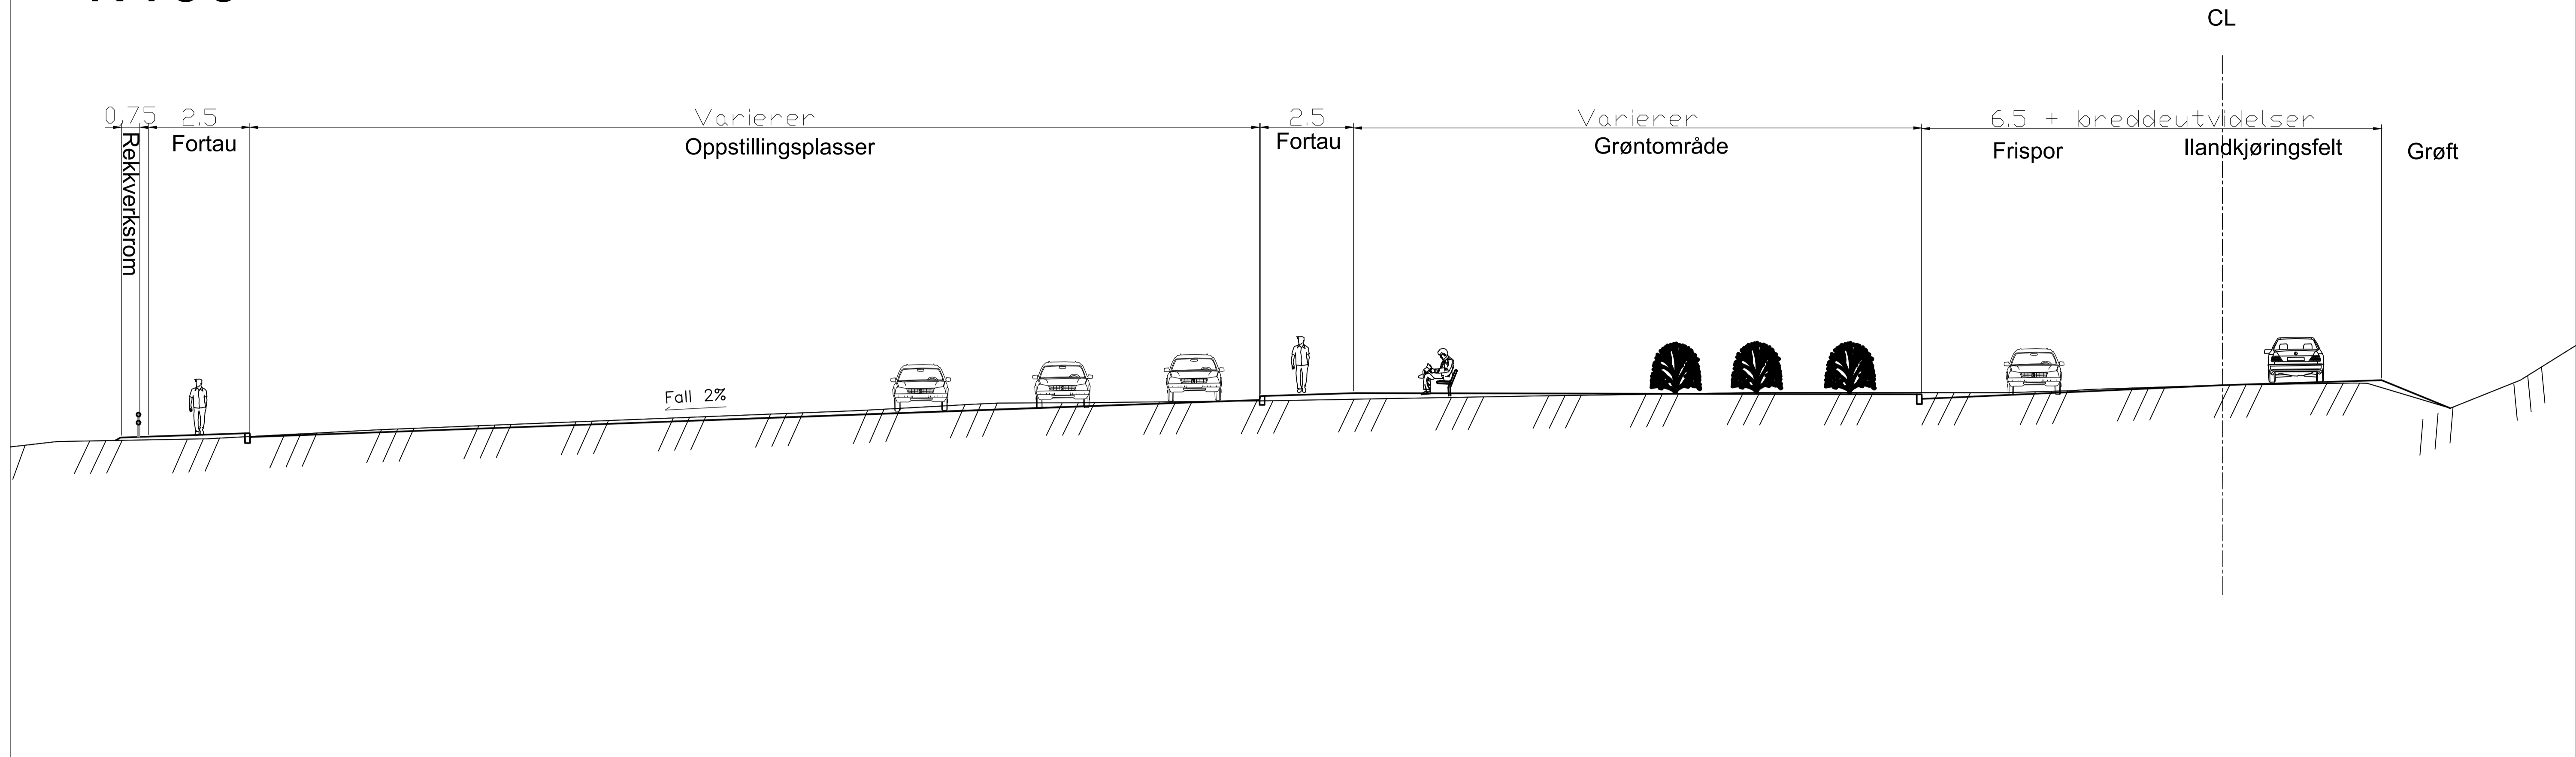 CL
0.75 2.5 Varierer 2.5 Varierer 6.5 + breddeutvidelser
Rekkverksrom Fortau Oppstillingsplasser Fortau Grøntområde Frispor Ilandkjøringsfelt Grøft
Fall 2%